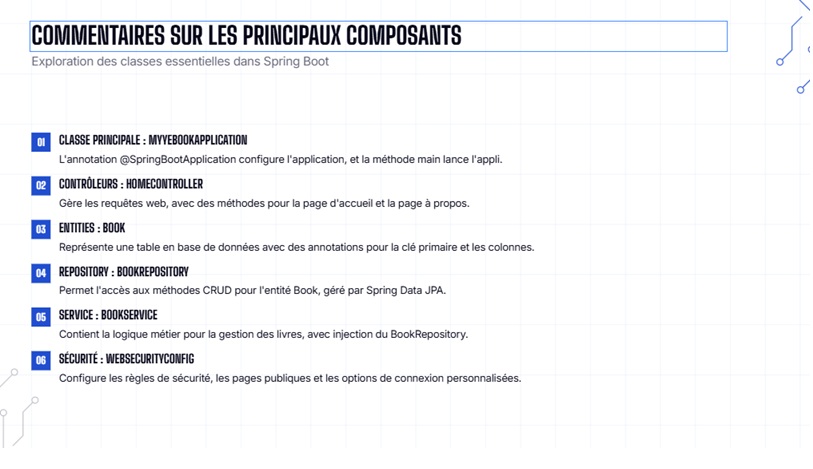 COMMENTAIRES SUR LES PRINCIPAUX COMPOSANTS
Exploration des classes essentielles dans Spring Boot
01 CLASSE PRINCIPALE : MYYEBOOKAPPLICATION
L'annotation @SpringBootApplication configure l'application, et la méthode main lance l'appli.
02 CONTRÔLEURS : HOMECONTROLLER
Gère les requêtes web, avec des méthodes pour la page d'accueil et la page à propos.
03 ENTITIES : BOOK
Représente une table en base de données avec des annotations pour la clé primaire et les colonnes.
04 REPOSITORY : BOOKREPOSITORY
Permet l'accès aux méthodes CRUD pour l'entité Book, géré par Spring Data JPA.
05 SERVICE : BOOKSERVICE
Contient la logique métier pour la gestion des livres, avec injection du BookRepository.
06 SÉCURITÉ : WEBSECURITYCONFIG
Configure les règles de sécurité, les pages publiques et les options de connexion personnalisées.